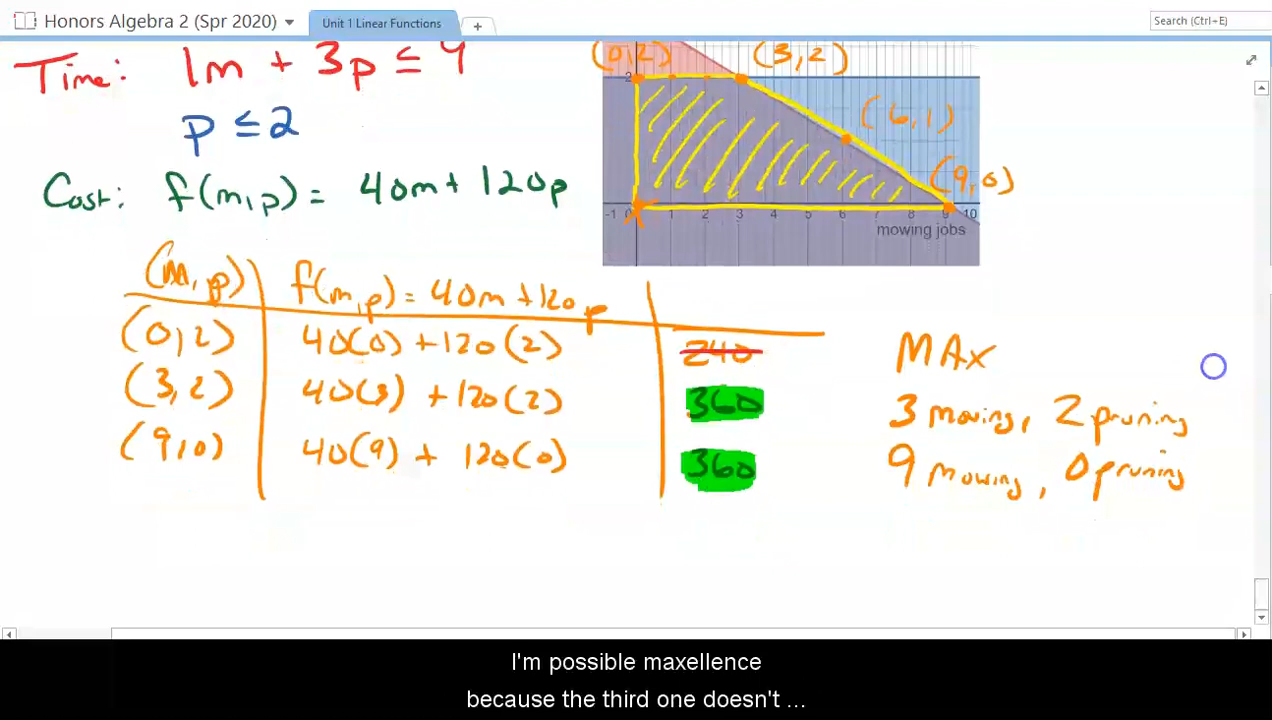 Honors Algebra 2 (Spr 2020)
Unit 1 Linear Functions
+
Search (Ctrl+E)
Time: 1m + 3p ≤ 9
p ≤ 2
Cost: f(m,p) = 40m + 120p
(0,2)
(3,2)
(6,1)
(9,0)
2
-1 0 1 2 3 4 5 6 7 8 9 10
mowing jobs
(m,p) f(m,p) = 40m + 120p
(0,2) 40(0) + 120(2) 240
(3,2) 40(3) + 120(2) 360
(9,0) 40(9) + 120(0) 360
MAX
3 mowing, 2 pruning
9 mowing, 0 pruning
I'm possible maxellence
because the third one doesn't ...